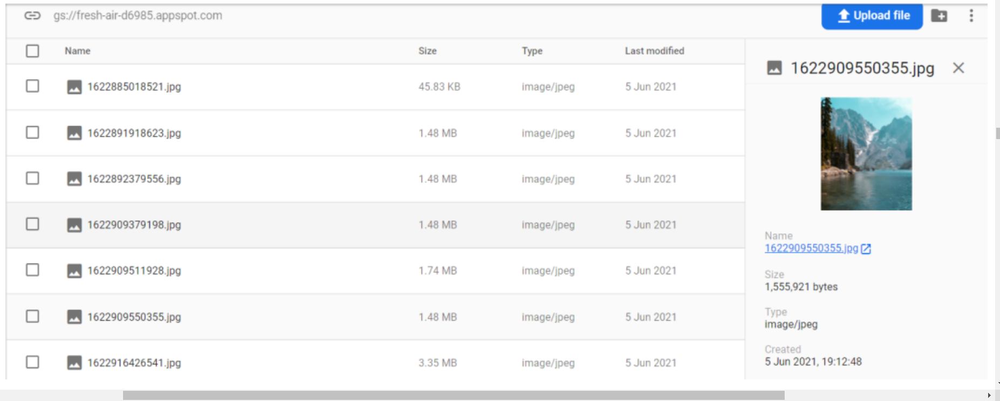 gs://fresh-air-d6985.appspot.com Upload file
Name Size Type Last modified
1622885018521.jpg 45.83 KB image/jpeg 5 Jun 2021
1622891918623.jpg 1.48 MB image/jpeg 5 Jun 2021
1622892379556.jpg 1.48 MB image/jpeg 5 Jun 2021
1622909379198.jpg 1.48 MB image/jpeg 5 Jun 2021
1622909511928.jpg 1.74 MB image/jpeg 5 Jun 2021
1622909550355.jpg 1.48 MB image/jpeg 5 Jun 2021
1622916426541.jpg 3.35 MB image/jpeg 5 Jun 2021
1622909550355.jpg
Name
1622909550355.jpg
Size
1,555,921 bytes
Type
image/jpeg
Created
5 Jun 2021, 19:12:48